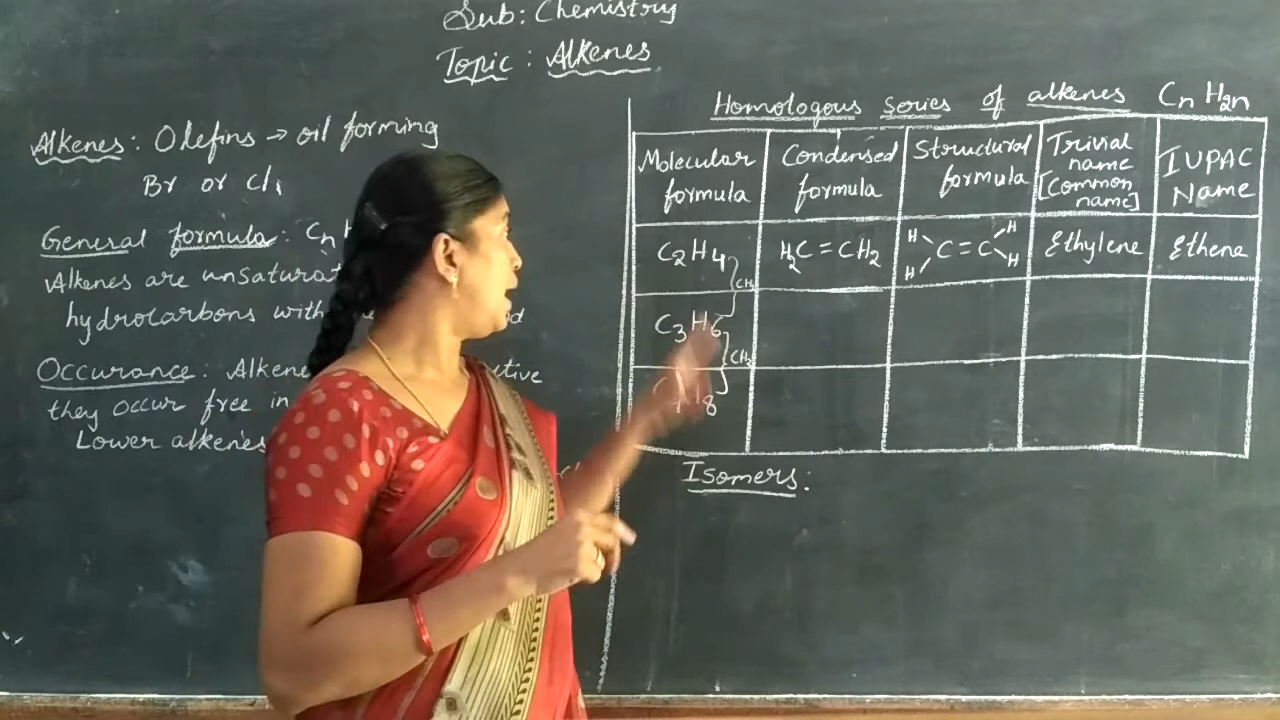 Sub: Chemistry
Topic: Alkenes
Alkenes: Olefins → oil forming
Br or Cl,
General formula: CnH
Alkenes are unsaturat
hydrocarbons with
Occurance: Alkene
they occur free in
Lower alkenes
Homologous series of alkenes CnH2n
Molecular formula
Condensed formula
Structural formula
Trivial name [Common name]
IUPAC Name
C2H4
H2C = CH2
H H C = C H H
Ethylene
Ethene
CH2
C3H6
CH2
H8
Isomers: